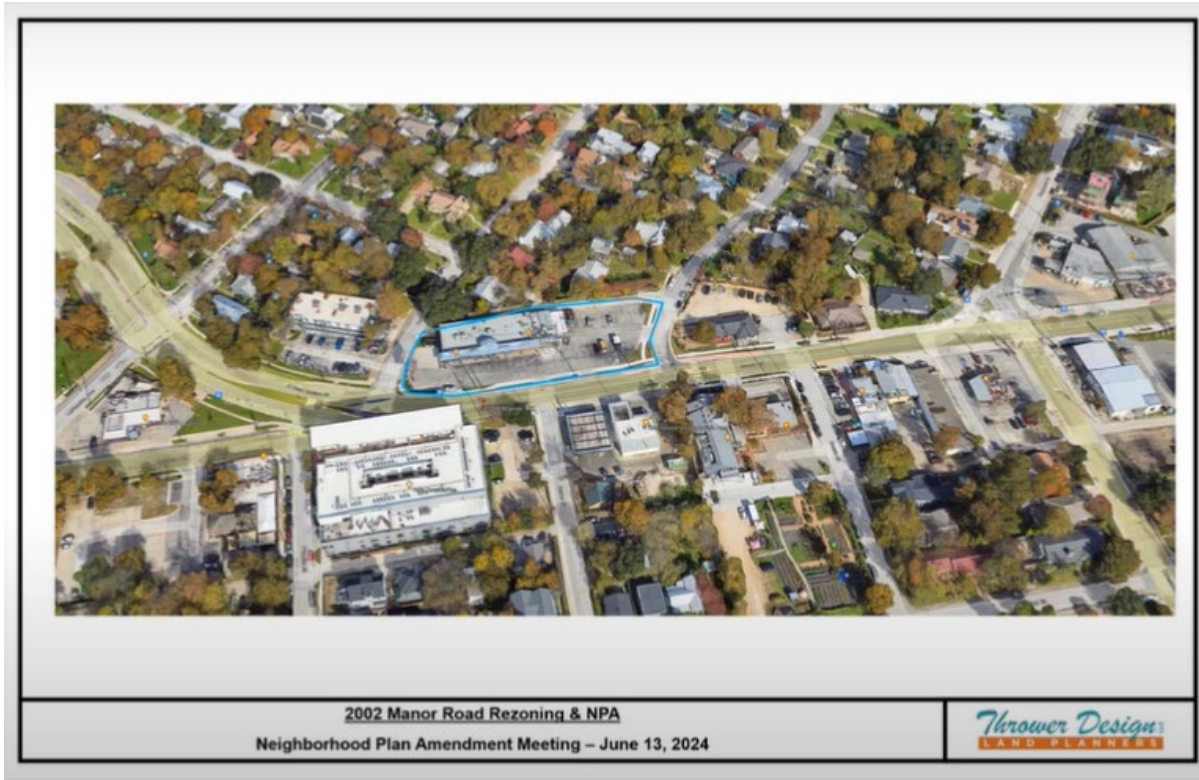 2002 Manor Road Rezoning & NPA
Neighborhood Plan Amendment Meeting – June 13, 2024
Thrower Design
LAND PLANNERS